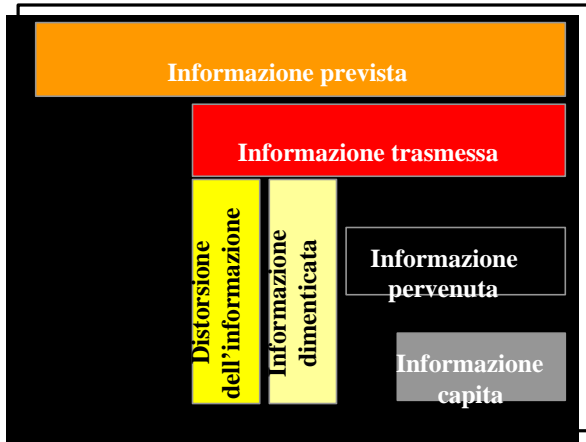 Informazione prevista
Informazione trasmessa
Distorsione
dell'informazione
Informazione
dimenticata
Informazione
pervenuta
Informazione
capita